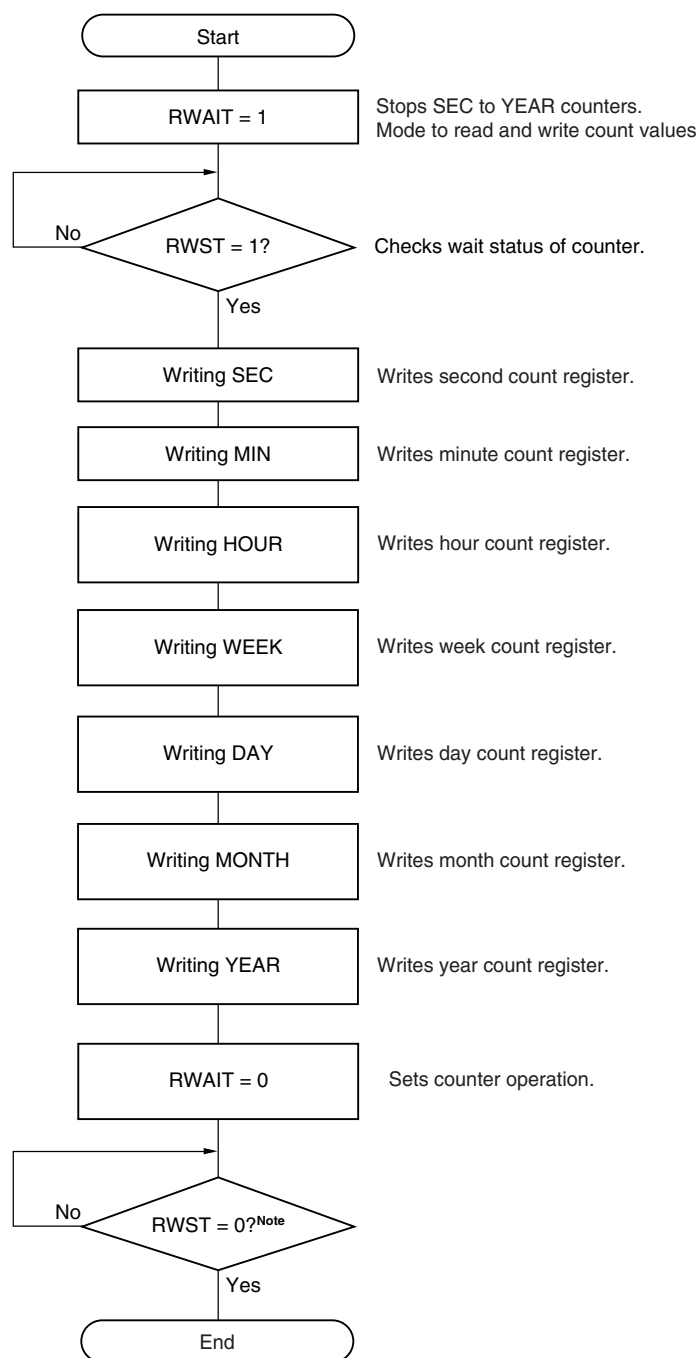 Start
RWAIT = 1
Stops SEC to YEAR counters.
Mode to read and write count values
No
RWST = 1?
Checks wait status of counter.
Yes
Writing SEC
Writes second count register.
Writing MIN
Writes minute count register.
Writing HOUR
Writes hour count register.
Writing WEEK
Writes week count register.
Writing DAY
Writes day count register.
Writing MONTH
Writes month count register.
Writing YEAR
Writes year count register.
RWAIT = 0
Sets counter operation.
No
RWST = 0?Note
Yes
End